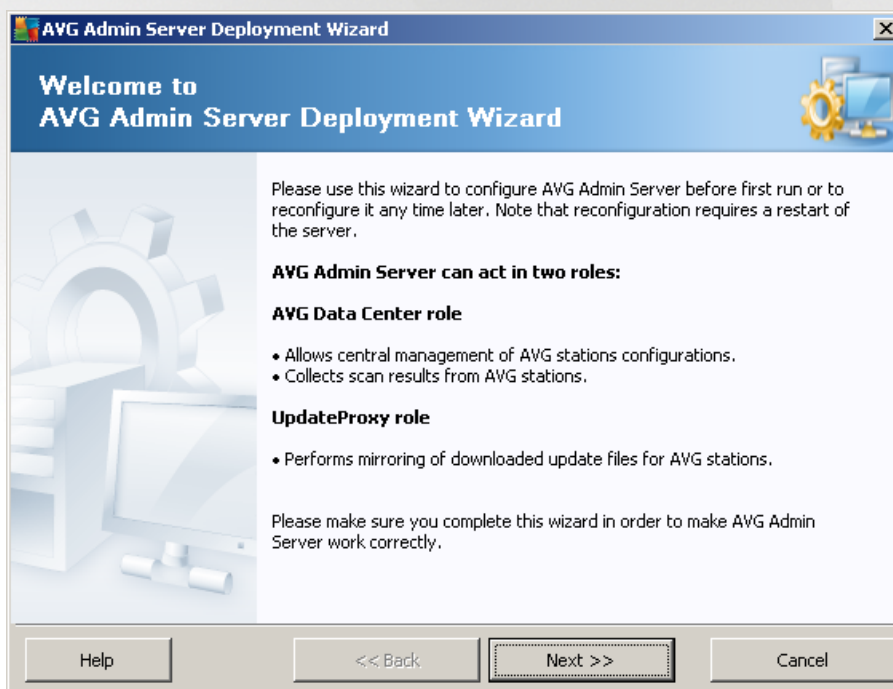 AVG Admin Server Deployment Wizard
Welcome to
AVG Admin Server Deployment Wizard
Please use this wizard to configure AVG Admin Server before first run or to
reconfigure it any time later. Note that reconfiguration requires a restart of
the server.
AVG Admin Server can act in two roles:
AVG Data Center role
• Allows central management of AVG stations configurations.
• Collects scan results from AVG stations.
UpdateProxy role
• Performs mirroring of downloaded update files for AVG stations.
Please make sure you complete this wizard in order to make AVG Admin
Server work correctly.
Help
<< Back
Next >>
Cancel